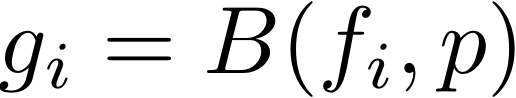 g_i = B(f_i, p)